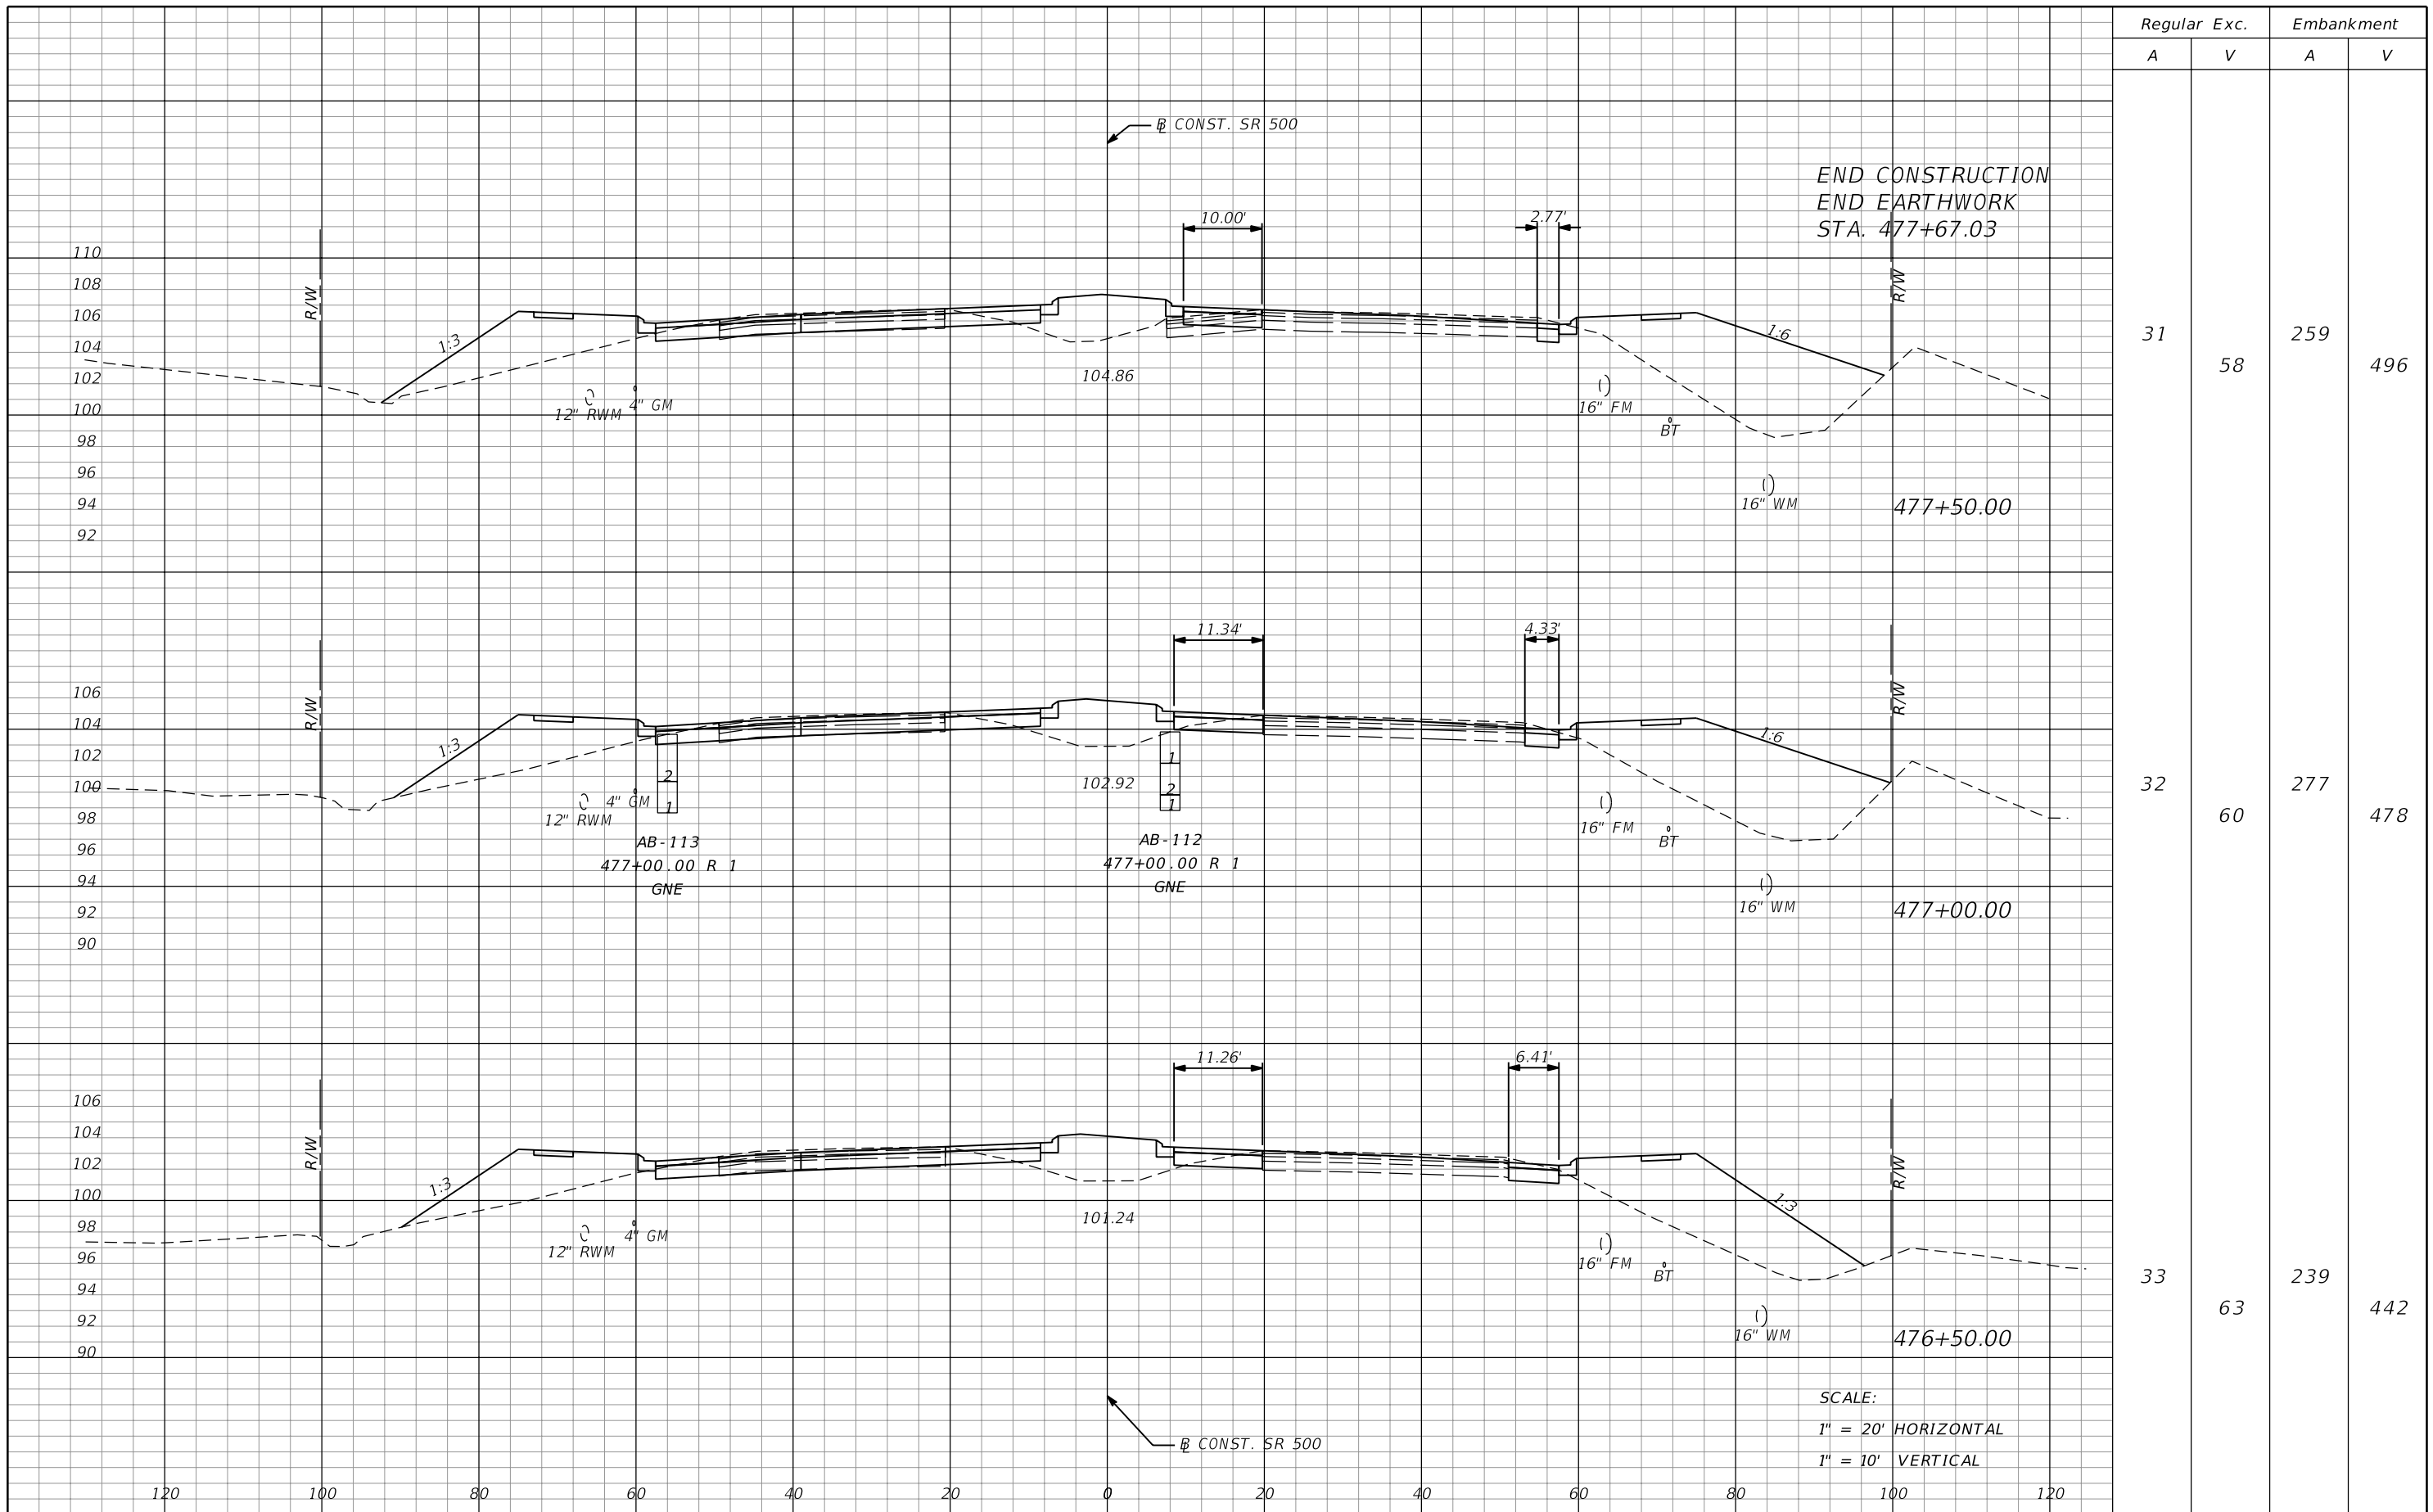 Regular Exc. Embankment
A V A V
BL CONST. SR 500
END CONSTRUCTION
END EARTHWORK
STA. 477+67.03
10.00' 2.77'
110
108
106
104
102
100
98
96
94
92
R/W
R/W
1:3
1:6
104.86
12" RWM 4" GM
16" FM
BT
16" WM
477+50.00
31 259
58 496
11.34' 4.33'
106
104
102
100
98
96
94
92
90
R/W
R/W
1:3
1:6
2
1
1
2
1
102.92
12" RWM 4" GM
16" FM
BT
AB-113
477+00.00 R 1
GNE
AB-112
477+00.00 R 1
GNE
16" WM
477+00.00
32 277
60 478
11.26' 6.41'
106
104
102
100
98
96
94
92
90
R/W
R/W
1:3
1:3
101.24
12" RWM 4" GM
16" FM
BT
16" WM
476+50.00
33 239
63 442
BL CONST. SR 500
SCALE:
1" = 20' HORIZONTAL
1" = 10' VERTICAL
120 100 80 60 40 20 0 20 40 60 80 100 120